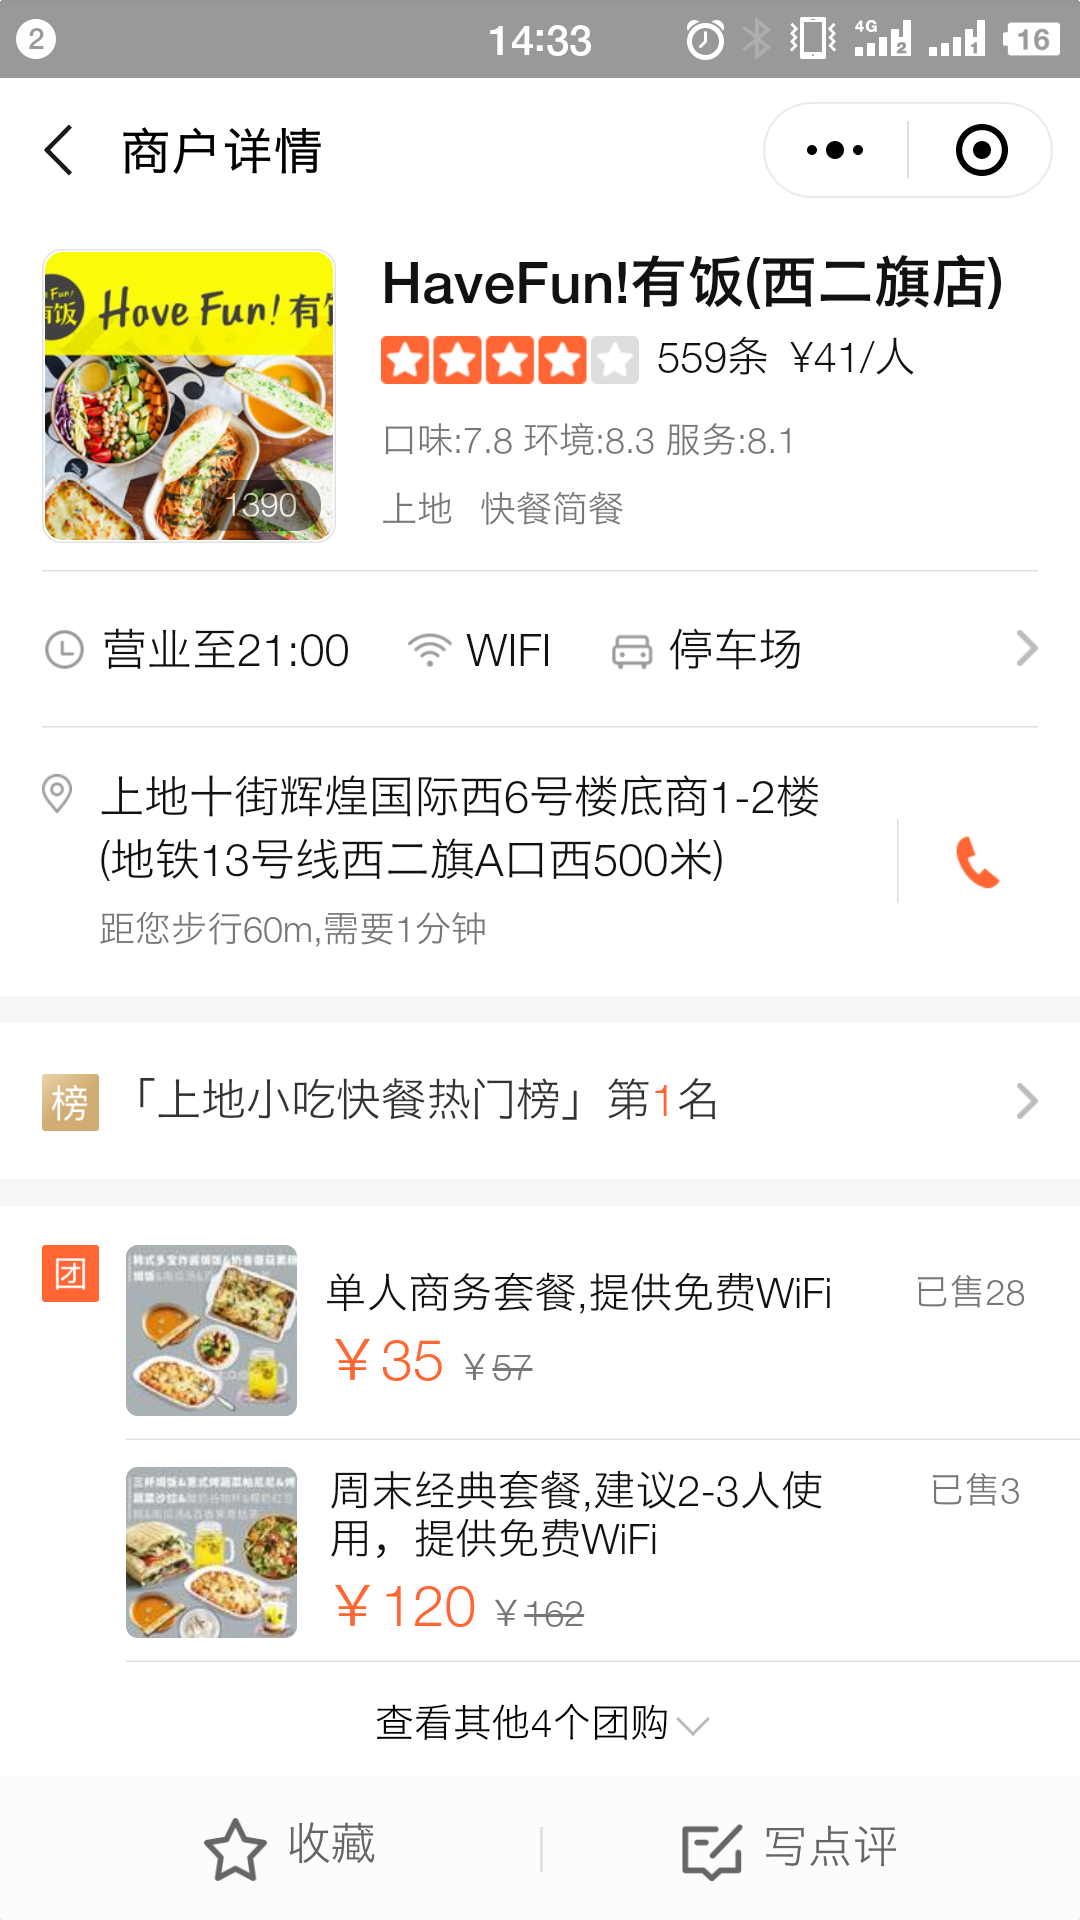 2
14:33
4G
2
1
16
商户详情
Fun!
有饭
Have Fun! 有饭
1390
HaveFun!有饭(西二旗店)
559条 ¥41/人
口味:7.8 环境:8.3 服务:8.1
上地 快餐简餐
营业至21:00 WIFI 停车场
上地十街辉煌国际西6号楼底商1-2楼
(地铁13号线西二旗A口西500米)
距您步行60m,需要1分钟
榜 「上地小吃快餐热门榜」第1名
团
单人商务套餐,提供免费WiFi 已售28
¥35 ¥57
周末经典套餐,建议2-3人使 已售3
用，提供免费WiFi
¥120 ¥162
查看其他4个团购
收藏 写点评